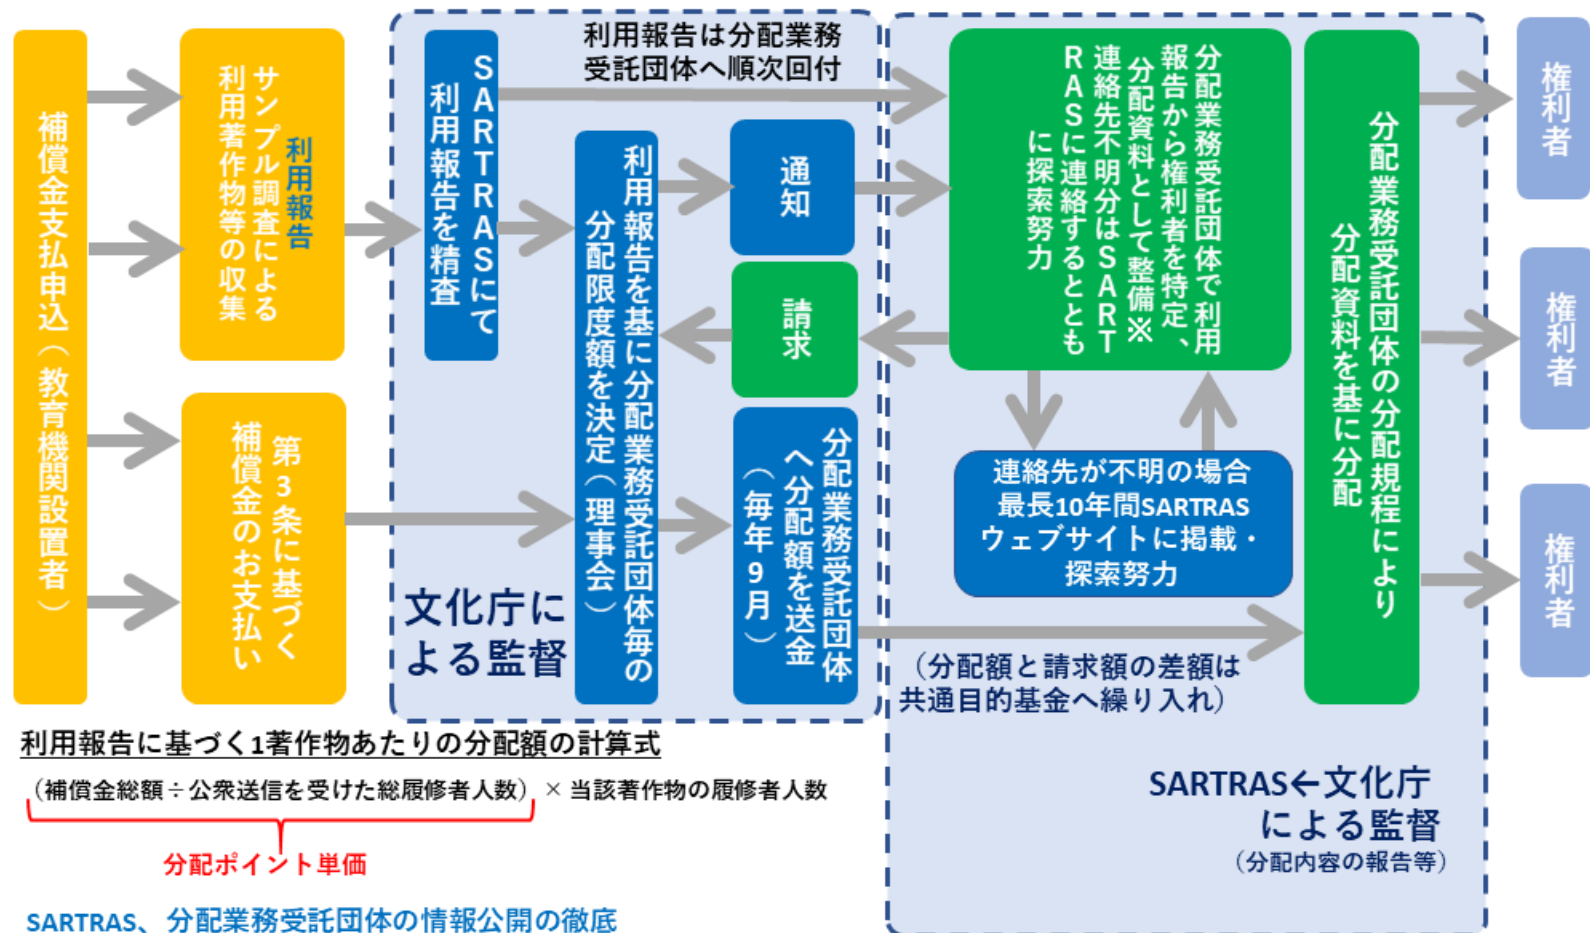 補償金支払申込（教育機関設置者）
利用報告
サンプル調査による
利用著作物等の収集
第3条に基づく
補償金のお支払い
SARTRASにて
利用報告を精査
利用報告は分配業務
受託団体へ順次回付
利用報告を基に分配業務受託団体毎の
分配限度額を決定（理事会）
通知
請求
分配業務受託団体
へ分配額を送金
（毎年9月）
文化庁に
よる監督
分配業務受託団体で利用
報告から権利者を特定、
分配資料として整備※
連絡先不明分はSART
RASに連絡するととも
に探索努力
連絡先が不明の場合
最長10年間SARTRAS
ウェブサイトに掲載・
探索努力
（分配額と請求額の差額は
共通目的基金へ繰り入れ）
分配業務受託団体の分配規程により
分配資料を基に分配
権利者
権利者
権利者
SARTRAS←文化庁
による監督
（分配内容の報告等）
利用報告に基づく1著作物あたりの分配額の計算式
（補償金総額÷公衆送信を受けた総履修者人数）× 当該著作物の履修者人数
分配ポイント単価
SARTRAS、分配業務受託団体の情報公開の徹底